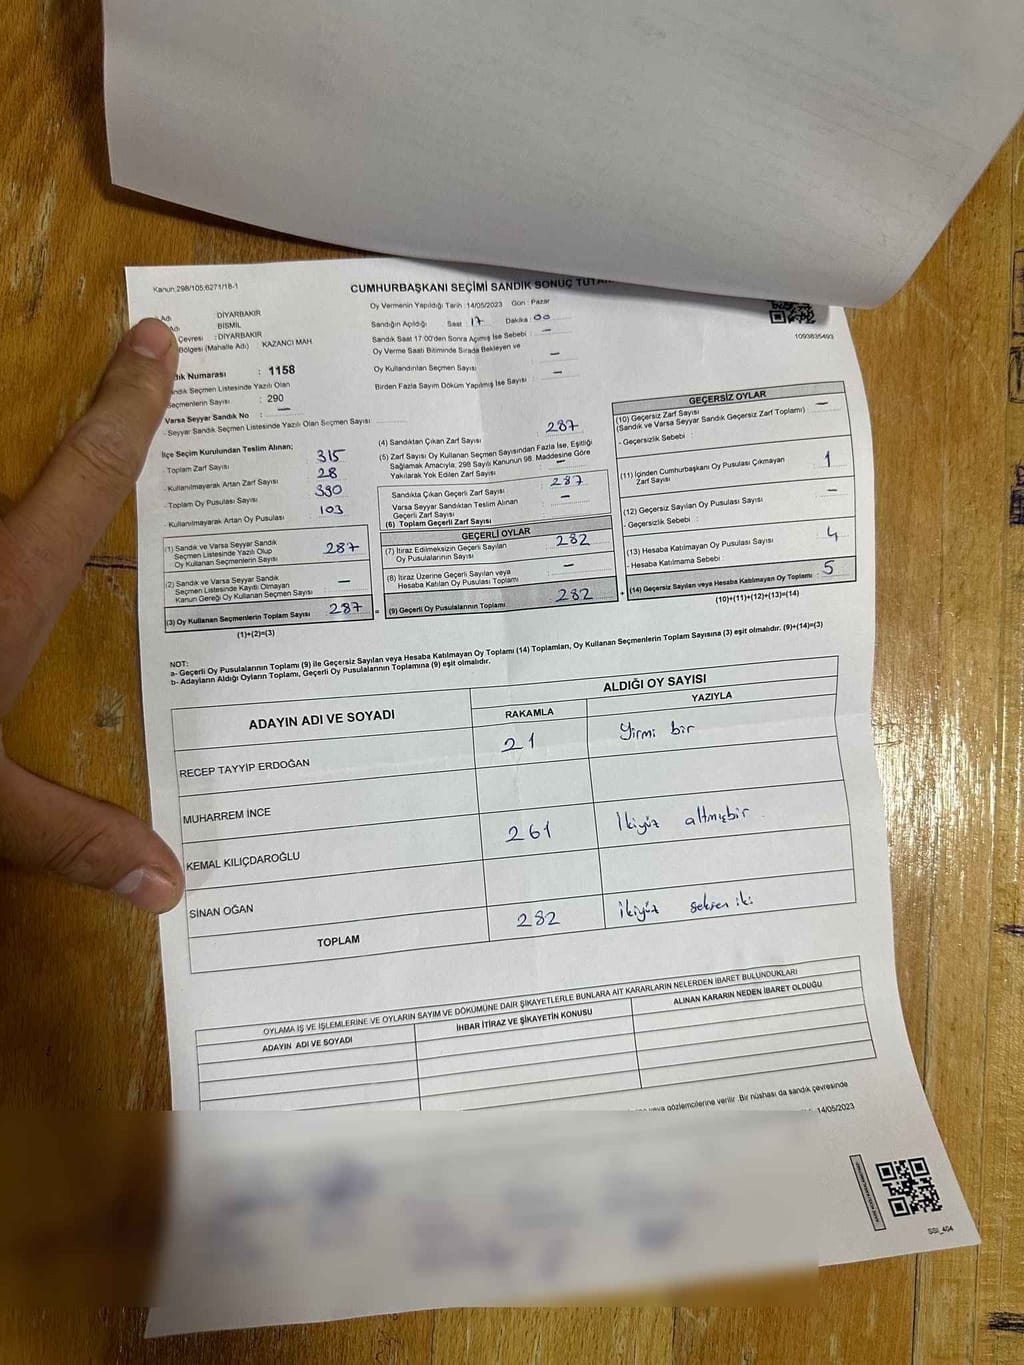 Kanun:298/105;6271/18-1
CUMHURBAŞKANI SEÇİMİ SANDIK SONUÇ
Adı : DİYARBAKIR
Adı : BİSMİL
Çevresi : DİYARBAKIR
Bölgesi (Mahalle Adı) KAZANCI MAH
Numarası : 1158
Seçmen Listesinde Yazılı Olan
Seçmenlerin Sayısı : 290
Varsa Seyyar Sandık No : —
- Seyyar Sandık Seçmen Listesinde Yazılı Olan Seçmen Sayısı
Oy Vermenin Yapıldığı Tarih :14/05/2023 Gün : Pazar
Sandığın Açıldığı Saat : 17 Dakika : 00
Sandık Saat 17:00'den Sonra Açımış İse Sebebi : —
Oy Verme Saati Bitiminde Sırada Bekleyen ve
Oy Kullandırılan Seçmen Sayısı —
Birden Fazla Sayım Döküm Yapılmış İse Sayısı : —
1093835493
İlçe Seçim Kurulundan Teslim Alınan;
- Toplam Zarf Sayısı 315
- Kullanılmayarak Artan Zarf Sayısı 28
- Toplam Oy Pusulası Sayısı 390
- Kullanılmayarak Artan Oy Pusulası 103
(1) Sandık ve Varsa Seyyar Sandık
Seçmen Listesinde Yazılı Olup
Oy Kullanan Seçmenlerin Sayısı 287
(2) Sandık ve Varsa Seyyar Sandık
Seçmen Listesinde Kayıtlı Olmayan
Kanun Gereği Oy Kullanan Seçmen Sayısı —
(3) Oy Kullanan Seçmenlerin Toplam Sayısı 287
(1)+(2)=(3)
(4) Sandıktan Çıkan Zarf Sayısı 287
(5) Zarf Sayısı Oy Kullanan Seçmen Sayısından Fazla İse, Eşitliği
Sağlamak Amacıyla, 298 Sayılı Kanunun 98. Maddesine Göre
Yakılarak Yok Edilen Zarf Sayısı —
Sandıkta Çıkan Geçerli Zarf Sayısı 287
Varsa Seyyar Sandıktan Teslim Alınan
Geçerli Zarf Sayısı —
(6) Toplam Geçerli Zarf Sayısı
GEÇERLİ OYLAR
(7) İtiraz Edilmeksizin Geçerli Sayılan
Oy Pusulalarının Sayısı 282
(8) İtiraz Üzerine Geçerli Sayılan veya
Hesaba Katılan Oy Pusulası Toplamı —
= (9) Geçerli Oy Pusulalarının Toplamı 282
GEÇERSİZ OYLAR
(10) Geçersiz Zarf Sayısı
(Sandık ve Varsa Seyyar Sandık Geçersiz Zarf Toplamı) —
- Geçersizlik Sebebi :
(11) İçinden Cumhurbaşkanı Oy Pusulası Çıkmayan
Zarf Sayısı 1
(12) Geçersiz Sayılan Oy Pusulası Sayısı —
- Geçersizlik Sebebi :
(13) Hesaba Katılmayan Oy Pusulası Sayısı 4
- Hesaba Katılmama Sebebi :
+ (14) Geçersiz Sayılan veya Hesaba Katılmayan Oy Toplamı : 5
(10)+(11)+(12)+(13)=(14)
NOT:
a- Geçerli Oy Pusulalarının Toplamı (9) ile Geçersiz Sayılan veya Hesaba Katılmayan Oy Toplamı (14) Toplamları, Oy Kullanan Seçmenlerin Toplam Sayısına (3) eşit olmalıdır. (9)+(14)=(3)
b- Adayların Aldığı Oyların Toplamı, Geçerli Oy Pusulalarının Toplamına (9) eşit olmalıdır.
ADAYIN ADI VE SOYADI
ALDIĞI OY SAYISI
RAKAMLA YAZIYLA
RECEP TAYYİP ERDOĞAN 21 Yirmi bir
MUHARREM İNCE
KEMAL KILIÇDAROĞLU 261 İkiyüz altmışbir
SİNAN OĞAN
TOPLAM 282 İkiyüz seksen iki
OYLAMA İŞ VE İŞLEMLERİNE VE OYLARIN SAYIM VE DÖKÜMÜNE DAİR ŞİKAYETLERLE BUNLARA AİT KARARLARIN NELERDEN İBARET BULUNDUKLARI
ADAYIN ADI VE SOYADI İHBAR İTİRAZ VE ŞİKAYETİN KONUSU ALINAN KARARIN NEDEN İBARET OLDUĞU
veya gözlemcilerine verilir. Bir nüshası da sandık çevresinde
14/05/2023
SSI_404